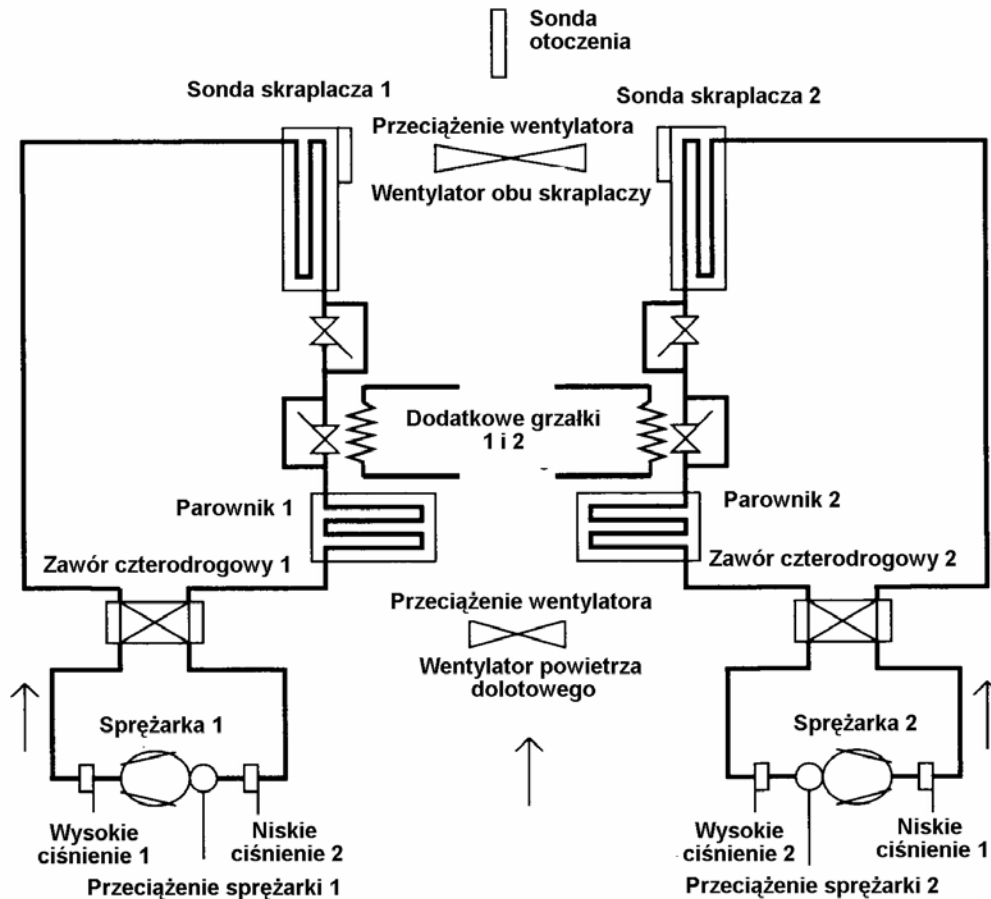 Sonda
otoczenia
Sonda skraplacza 1
Sonda skraplacza 2
Przeciążenie wentylatora
Wentylator obu skraplaczy
Dodatkowe grzałki
1 i 2
Parownik 1
Parownik 2
Zawór czterodrogowy 1
Zawór czterodrogowy 2
Przeciążenie wentylatora
Wentylator powietrza
dolotowego
Sprężarka 1
Sprężarka 2
Wysokie
ciśnienie 1
Niskie
ciśnienie 2
Przeciążenie sprężarki 1
Wysokie
ciśnienie 2
Niskie
ciśnienie 1
Przeciążenie sprężarki 2